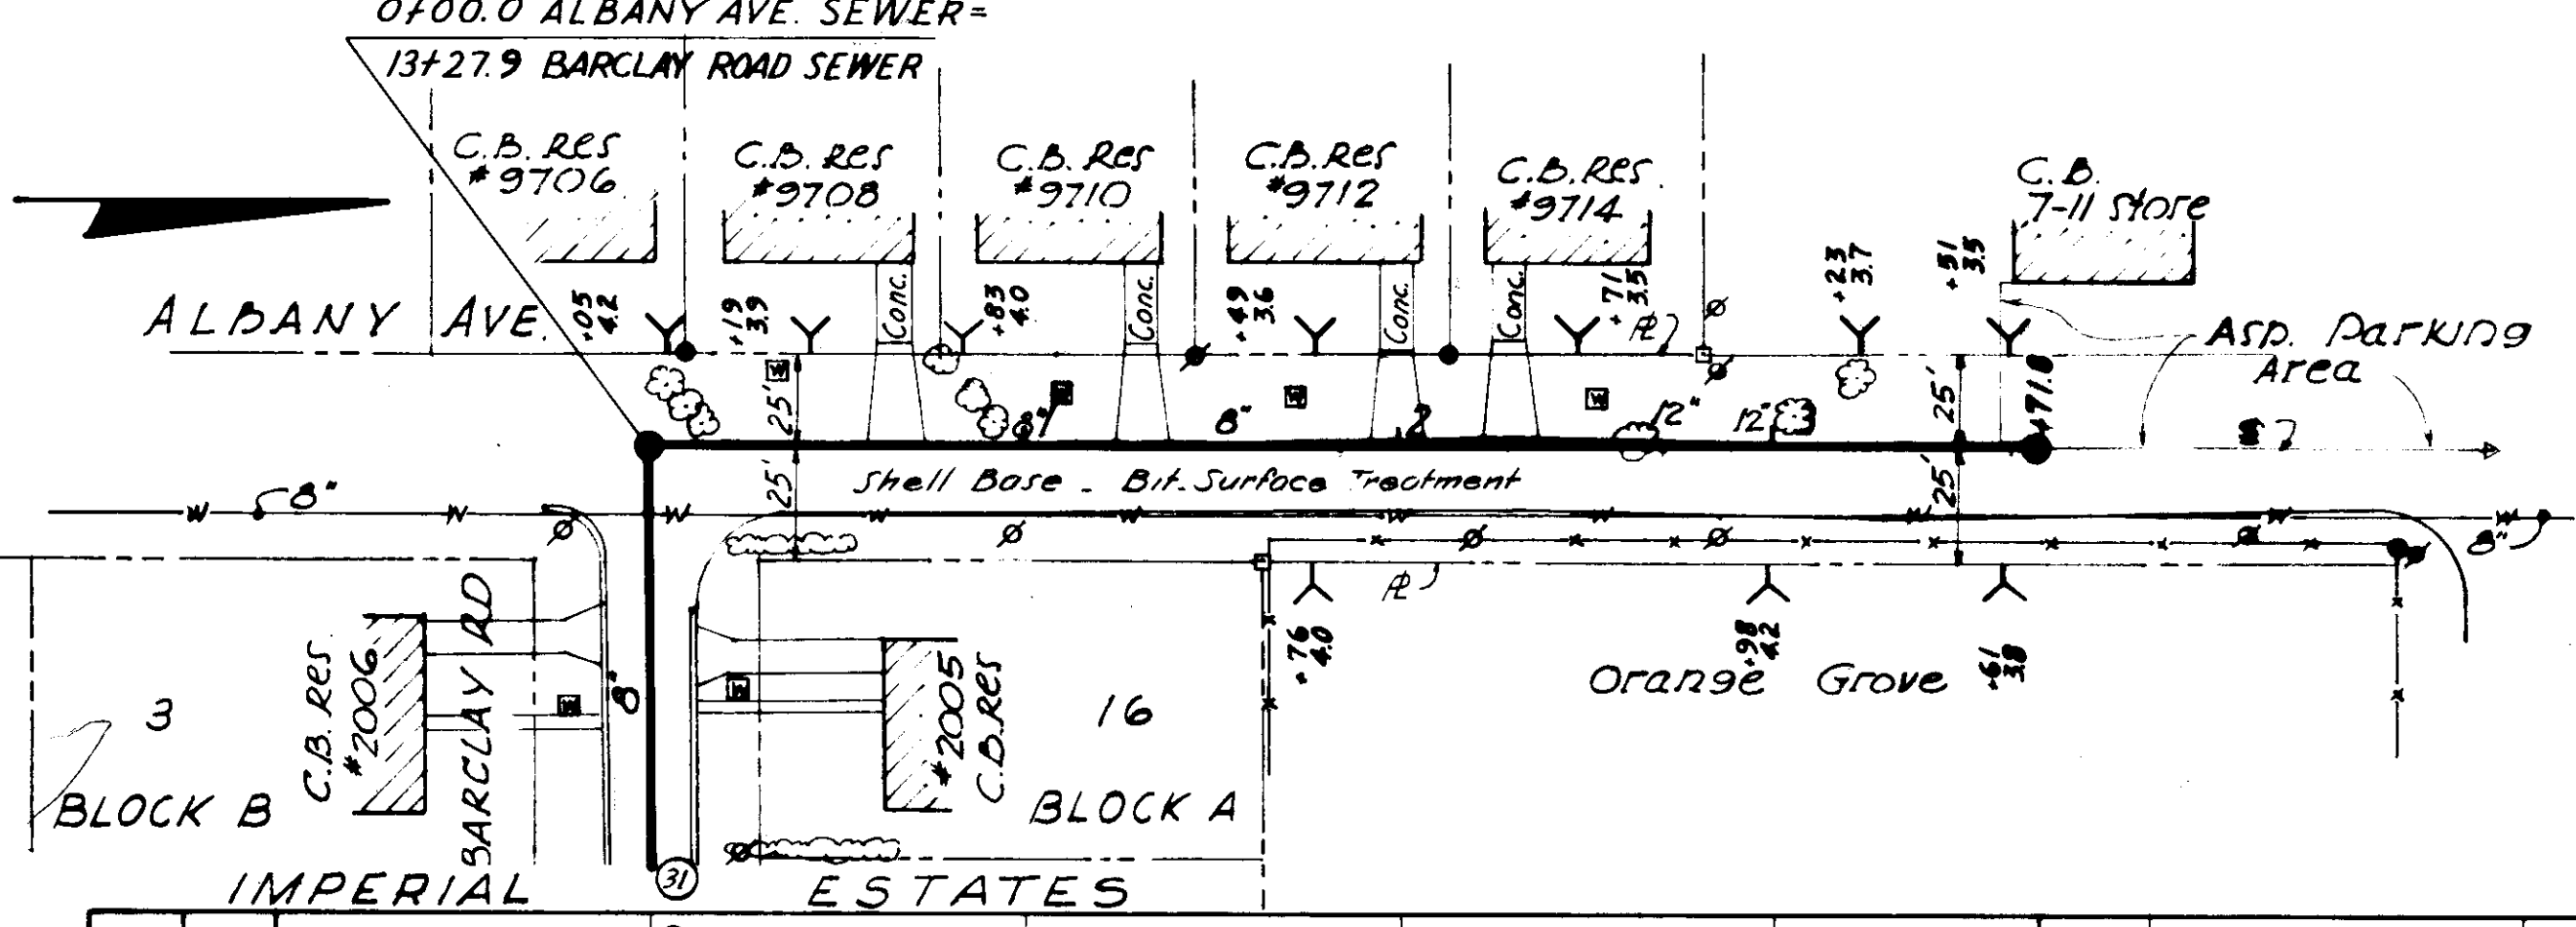 0+00.0 ALBANY AVE. SEWER=
13+27.9 BARCLAY ROAD SEWER
C.B. Res
#9706
C.B. Res
#9708
C.B. Res
#9710
C.B. Res
#9712
C.B. Res.
#9714
C.B.
7-11 Store
ALBANY AVE.
+05
4.2
+19
3.9
Conc.
+83
4.0
Conc.
+49
3.6
Conc.
Conc.
+71
3.5
PL
+23
3.7
+51
3.5
Asp. Parking
Area
W
25'
W
8"
8"
W
2
W
12"
12"
25'
+71.8
25'
Shell Base - Bit. Surface Treatment
25'
8"
W W W W W W W W W W
8"
PL
+76
4.0
+98
4.2
+61
3.8
Orange Grove
3
C.B. Res.
#2006
BARCLAY RD
W
8"
W
#2005
C.B. Res
16
BLOCK B
BLOCK A
31
IMPERIAL ESTATES